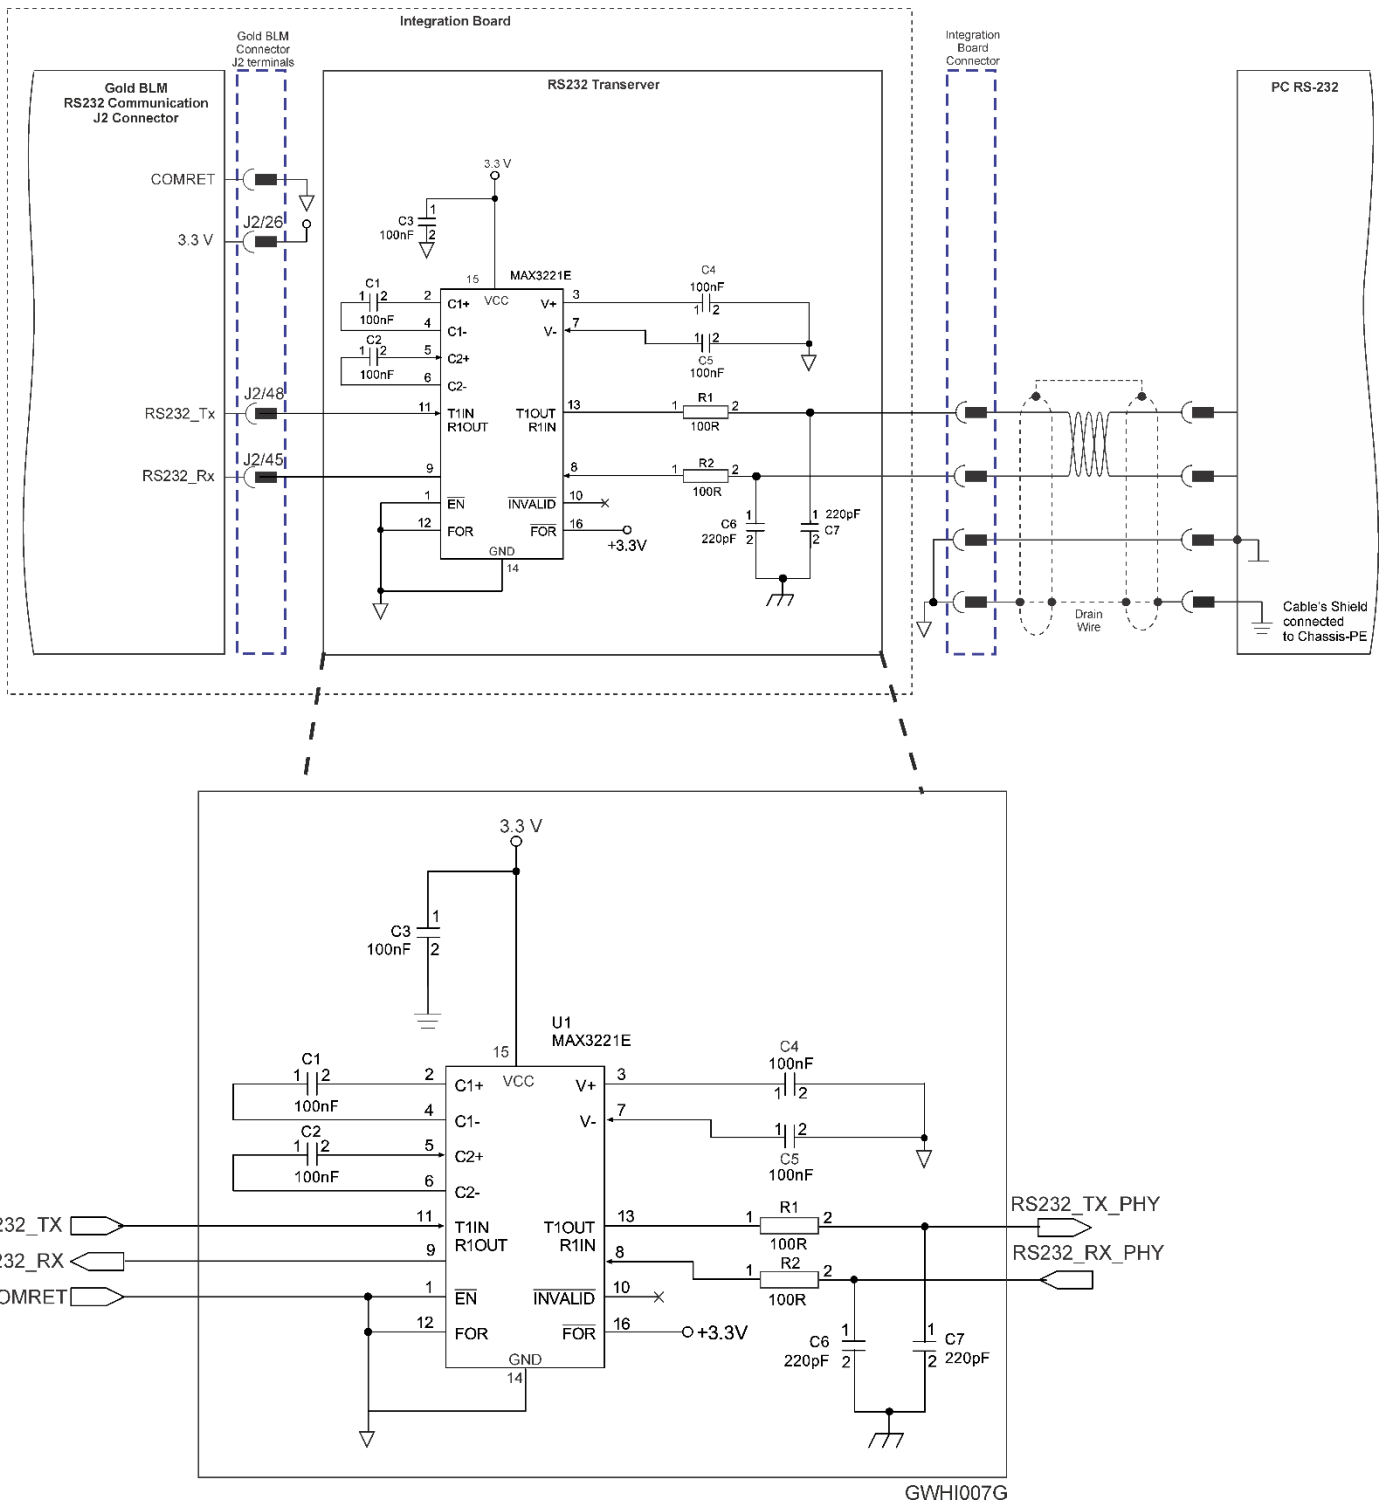 Integration Board
Gold BLM
Connector
J2 terminals
Integration
Board
Connector
Gold BLM
RS232 Communication
J2 Connector
RS232 Transerver
PC RS-232
COMRET
J2/26
3.3 V
J2/48
RS232_Tx
J2/45
RS232_Rx
3.3 V
C3
100nF
1
2
15
MAX3221E
VCC
C1
1 2
100nF
2
C1+
4
C1-
C2
1 2
100nF
5
C2+
6
C2-
11
T1IN
R1OUT
9
1
EN
12
FOR
GND
14
V+
3
V-
7
C4
100nF
1 2
1 2
C5
100nF
T1OUT
R1IN
13
1
R1
2
100R
8
1
R2
2
100R
INVALID
10
FOR
16
+3.3V
C6
220pF
1
2
1
2
220pF
C7
Drain
Wire
Cable's Shield
connected
to Chassis-PE
3.3 V
C3
100nF
1
2
U1
MAX3221E
15
VCC
C1
1 2
100nF
2
C1+
4
C1-
C2
1 2
100nF
5
C2+
6
C2-
V+
3
V-
7
C4
100nF
1 2
1 2
C5
100nF
232_TX
11
T1IN
R1OUT
232_RX
9
OMRET
1
EN
12
FOR
GND
14
T1OUT
R1IN
13
1
R1
2
100R
RS232_TX_PHY
8
1
R2
2
100R
RS232_RX_PHY
INVALID
10
FOR
16
+3.3V
C6
220pF
1
2
1
2
C7
220pF
GWHI007G